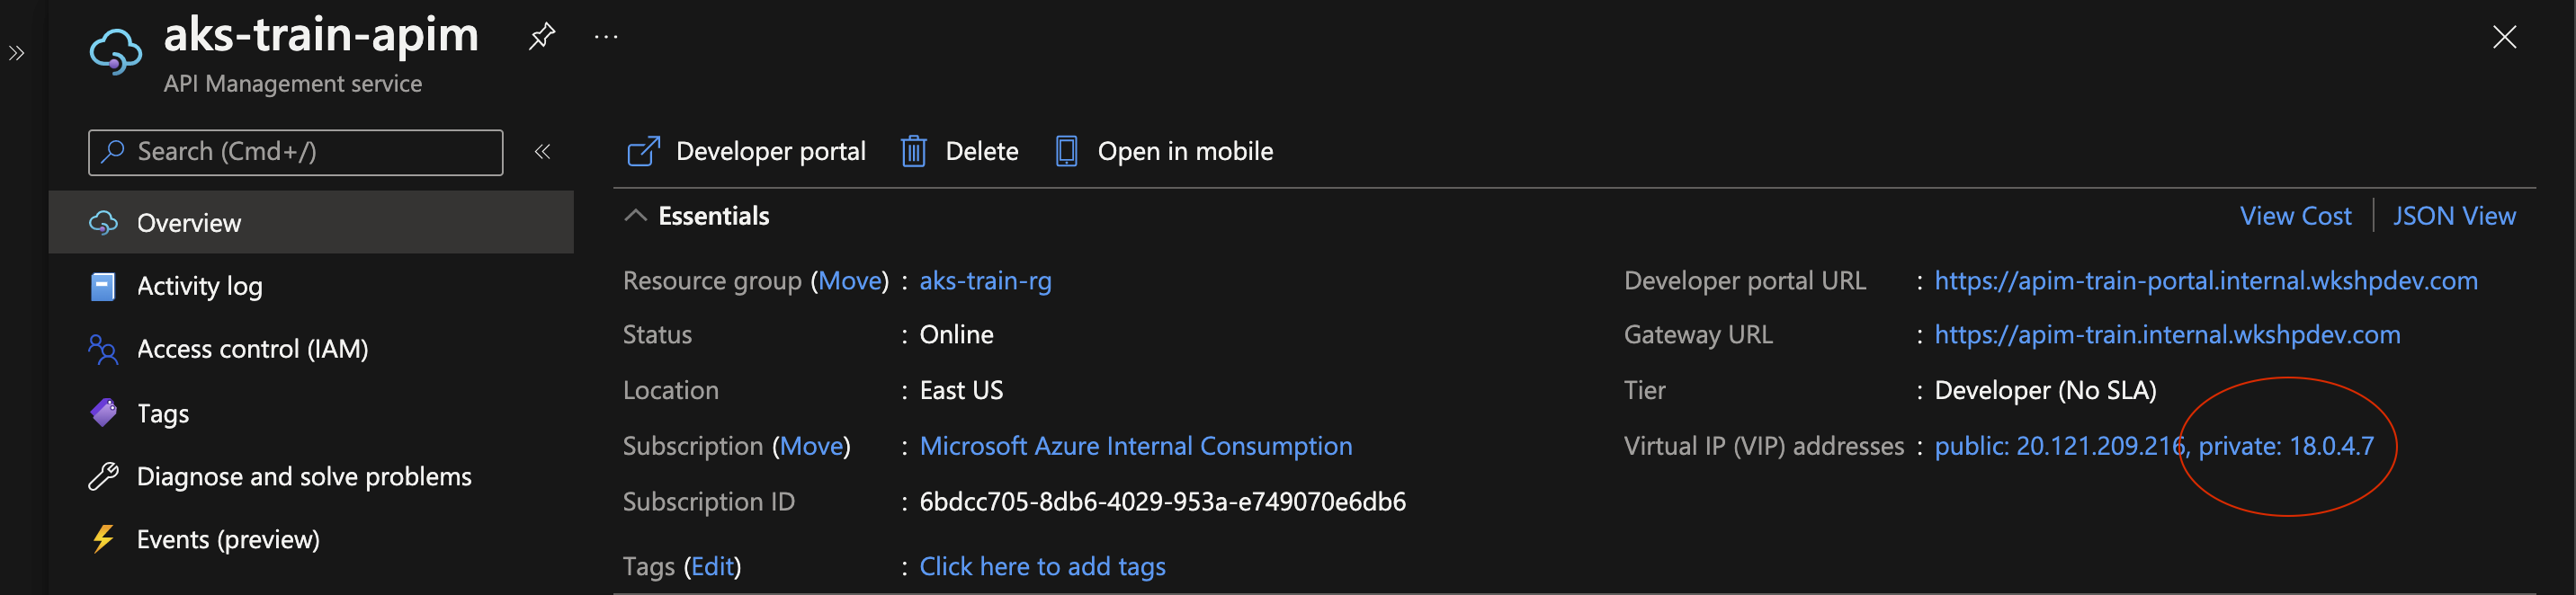 aks-train-apim
API Management service
Search (Cmd+/)
Overview
Activity log
Access control (IAM)
Tags
Diagnose and solve problems
Events (preview)
Developer portal
Delete
Open in mobile
Essentials
View Cost
JSON View
Resource group (Move) : aks-train-rg
Status : Online
Location : East US
Subscription (Move) : Microsoft Azure Internal Consumption
Subscription ID : 6bdcc705-8db6-4029-953a-e749070e6db6
Tags (Edit) : Click here to add tags
Developer portal URL : https://apim-train-portal.internal.wkshpdev.com
Gateway URL : https://apim-train.internal.wkshpdev.com
Tier : Developer (No SLA)
Virtual IP (VIP) addresses : public: 20.121.209.216, private: 18.0.4.7